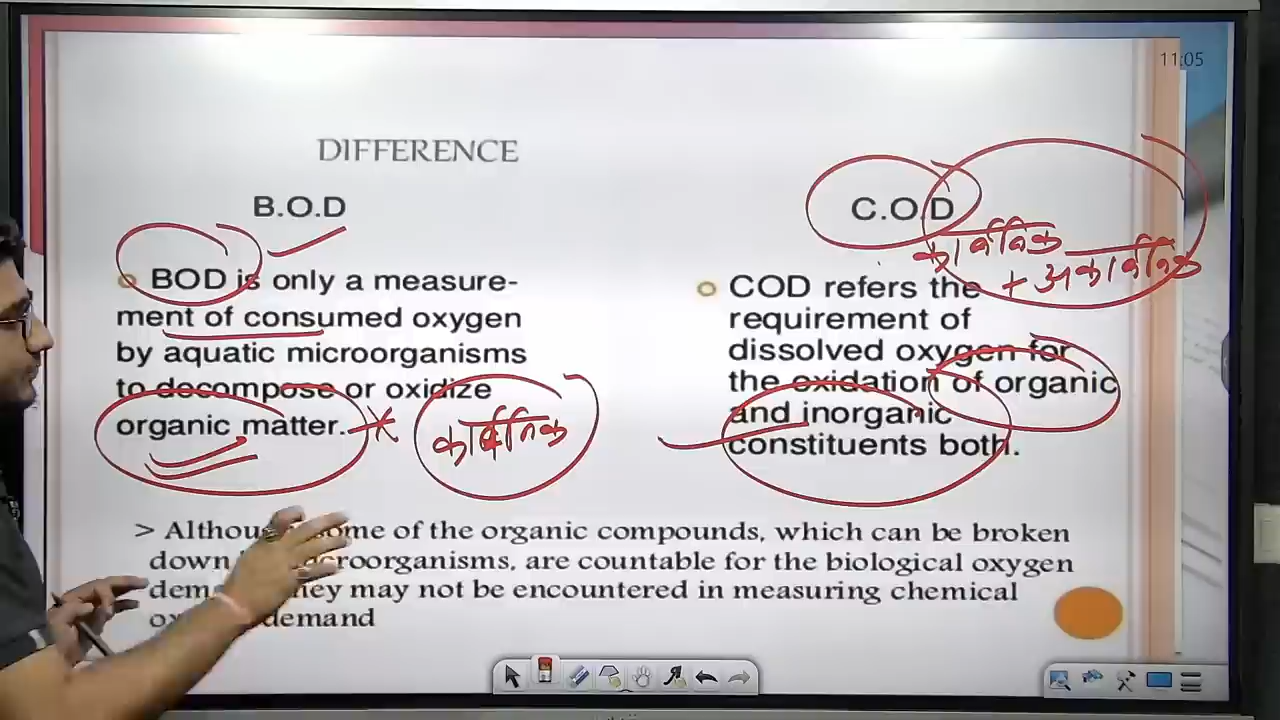 11:05
DIFFERENCE
B.O.D
BOD is only a measure-
ment of consumed oxygen
by aquatic microorganisms
to decompose or oxidize
organic matter.
कार्बनिक
C.O.D
कार्बनिक
+ अकार्बनिक
COD refers the
requirement of
dissolved oxygen for
the oxidation of organic
and inorganic
constituents both.
> Although some of the organic compounds, which can be broken
down microorganisms, are countable for the biological oxygen
they may not be encountered in measuring chemical
demand